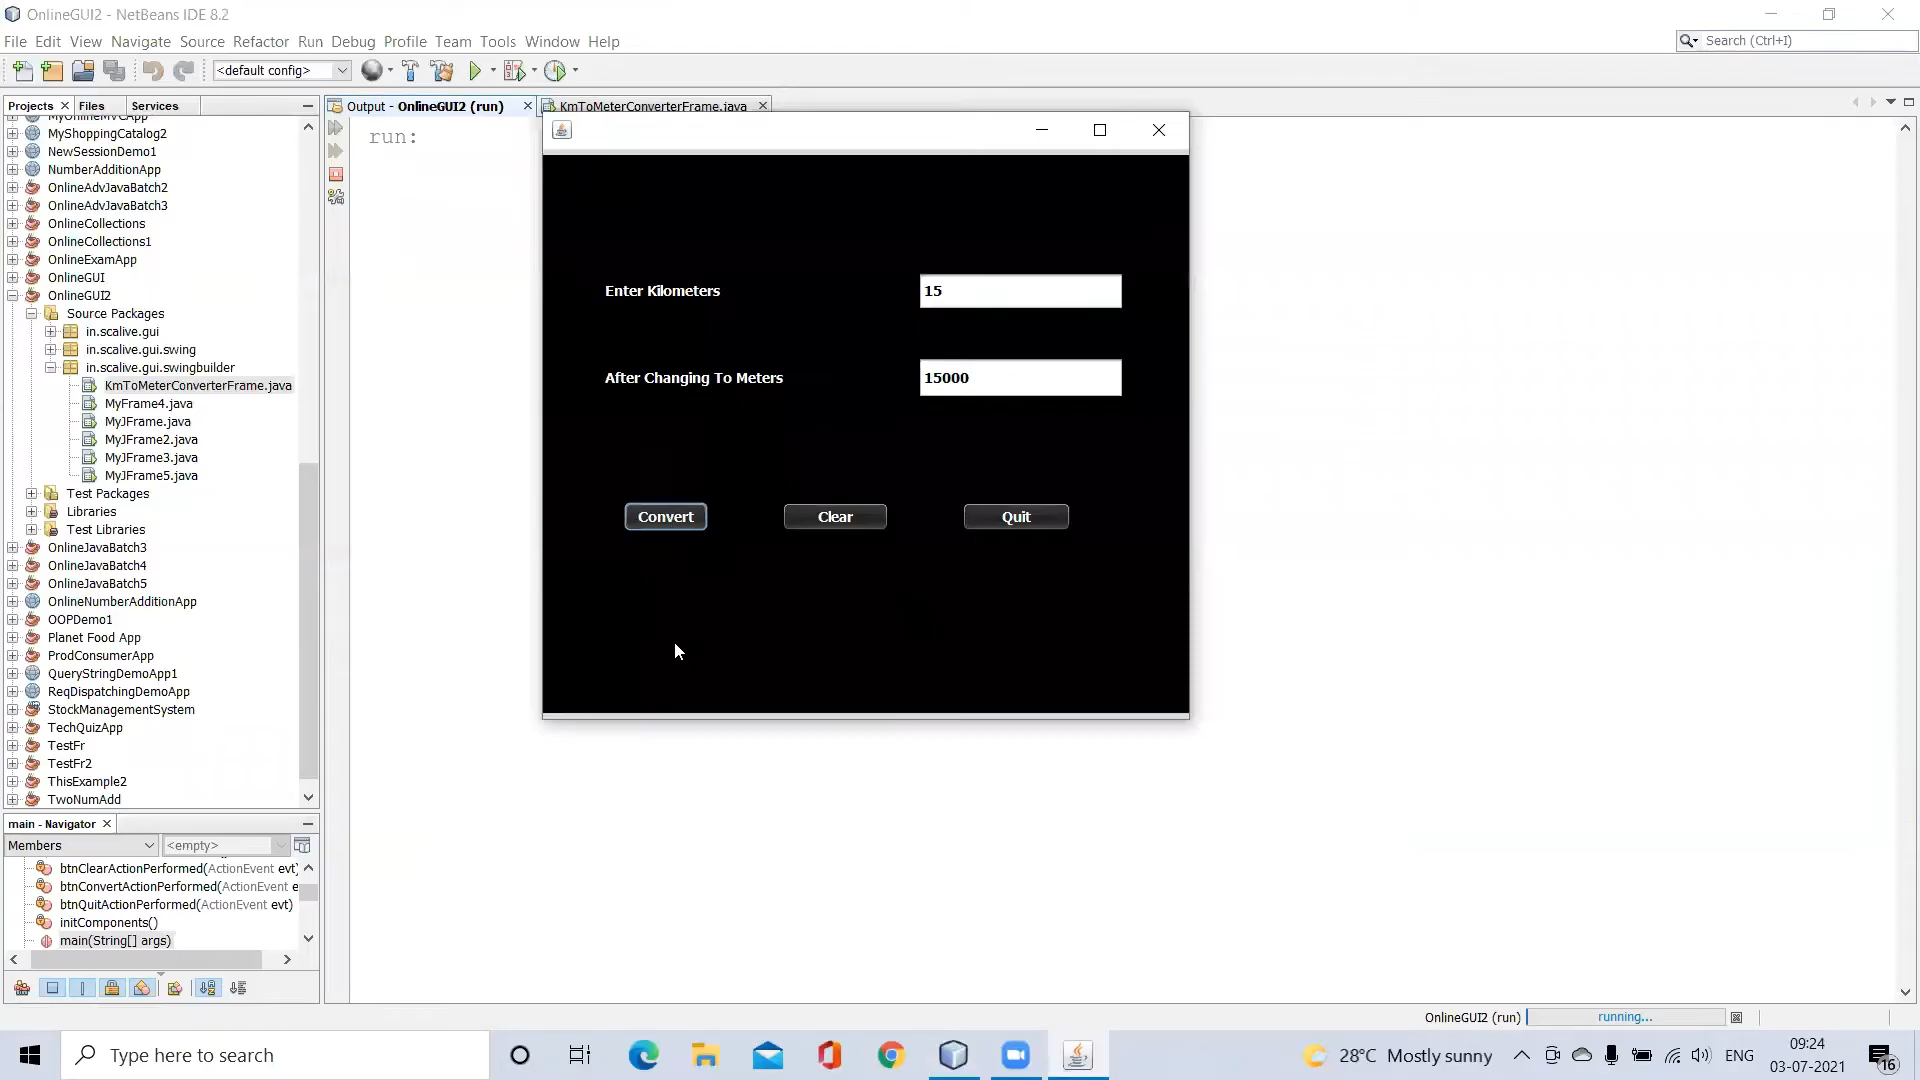 OnlineGUI2 - NetBeans IDE 8.2
File Edit View Navigate Source Refactor Run Debug Profile Team Tools Window Help
Search (Ctrl+I)
<default config>
Projects Files Services
Output - OnlineGUI2 (run)
KmToMeterConverterFrame.java
run:
MyOnlineMVCApp
MyShoppingCatalog2
NewSessionDemo1
NumberAdditionApp
OnlineAdvJavaBatch2
OnlineAdvJavaBatch3
OnlineCollections
OnlineCollections1
OnlineExamApp
OnlineGUI
OnlineGUI2
Source Packages
in.scalive.gui
in.scalive.gui.swing
in.scalive.gui.swingbuilder
KmToMeterConverterFrame.java
MyFrame4.java
MyJFrame.java
MyJFrame2.java
MyJFrame3.java
MyJFrame5.java
Test Packages
Libraries
Test Libraries
OnlineJavaBatch3
OnlineJavaBatch4
OnlineJavaBatch5
OnlineNumberAdditionApp
OOPDemo1
Planet Food App
ProdConsumerApp
QueryStringDemoApp1
ReqDispatchingDemoApp
StockManagementSystem
TechQuizApp
TestFr
TestFr2
ThisExample2
TwoNumAdd
Enter Kilometers 15
After Changing To Meters 15000
Convert Clear Quit
main - Navigator
Members <empty>
btnClearActionPerformed(ActionEvent evt)
btnConvertActionPerformed(ActionEvent e
btnQuitActionPerformed(ActionEvent evt)
initComponents()
main(String[] args)
OnlineGUI2 (run) running...
Type here to search
28°C Mostly sunny
ENG
09:24
03-07-2021
16